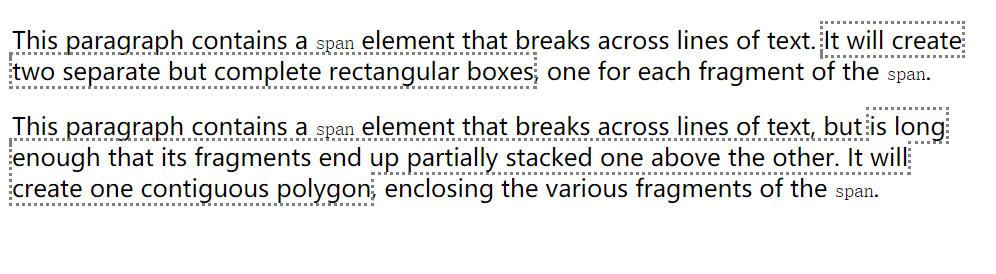 This paragraph contains a span element that breaks across lines of text. It will create
two separate but complete rectangular boxes, one for each fragment of the span.
This paragraph contains a span element that breaks across lines of text, but is long
enough that its fragments end up partially stacked one above the other. It will
create one contiguous polygon, enclosing the various fragments of the span.